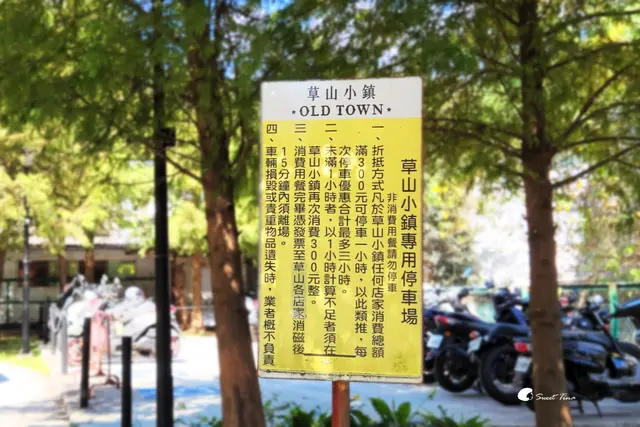 草山小鎮
OLD TOWN
草山小鎮專用停車場
非消費用餐請勿停車
一、折抵方式凡於草山小鎮任何店家消費總額
滿300元可停車一小時,以此類推,每
次停車優惠合計最多三小時。
二、未滿1小時者,以1小時計算不足者須在
草山小鎮再次消費300元整。
三、消費用餐完畢憑發票至草山各店家消磁後
15分鐘內須離場。
四、車輛損毀或貴重物品遺失時,業者概不負責
Sweet Tina